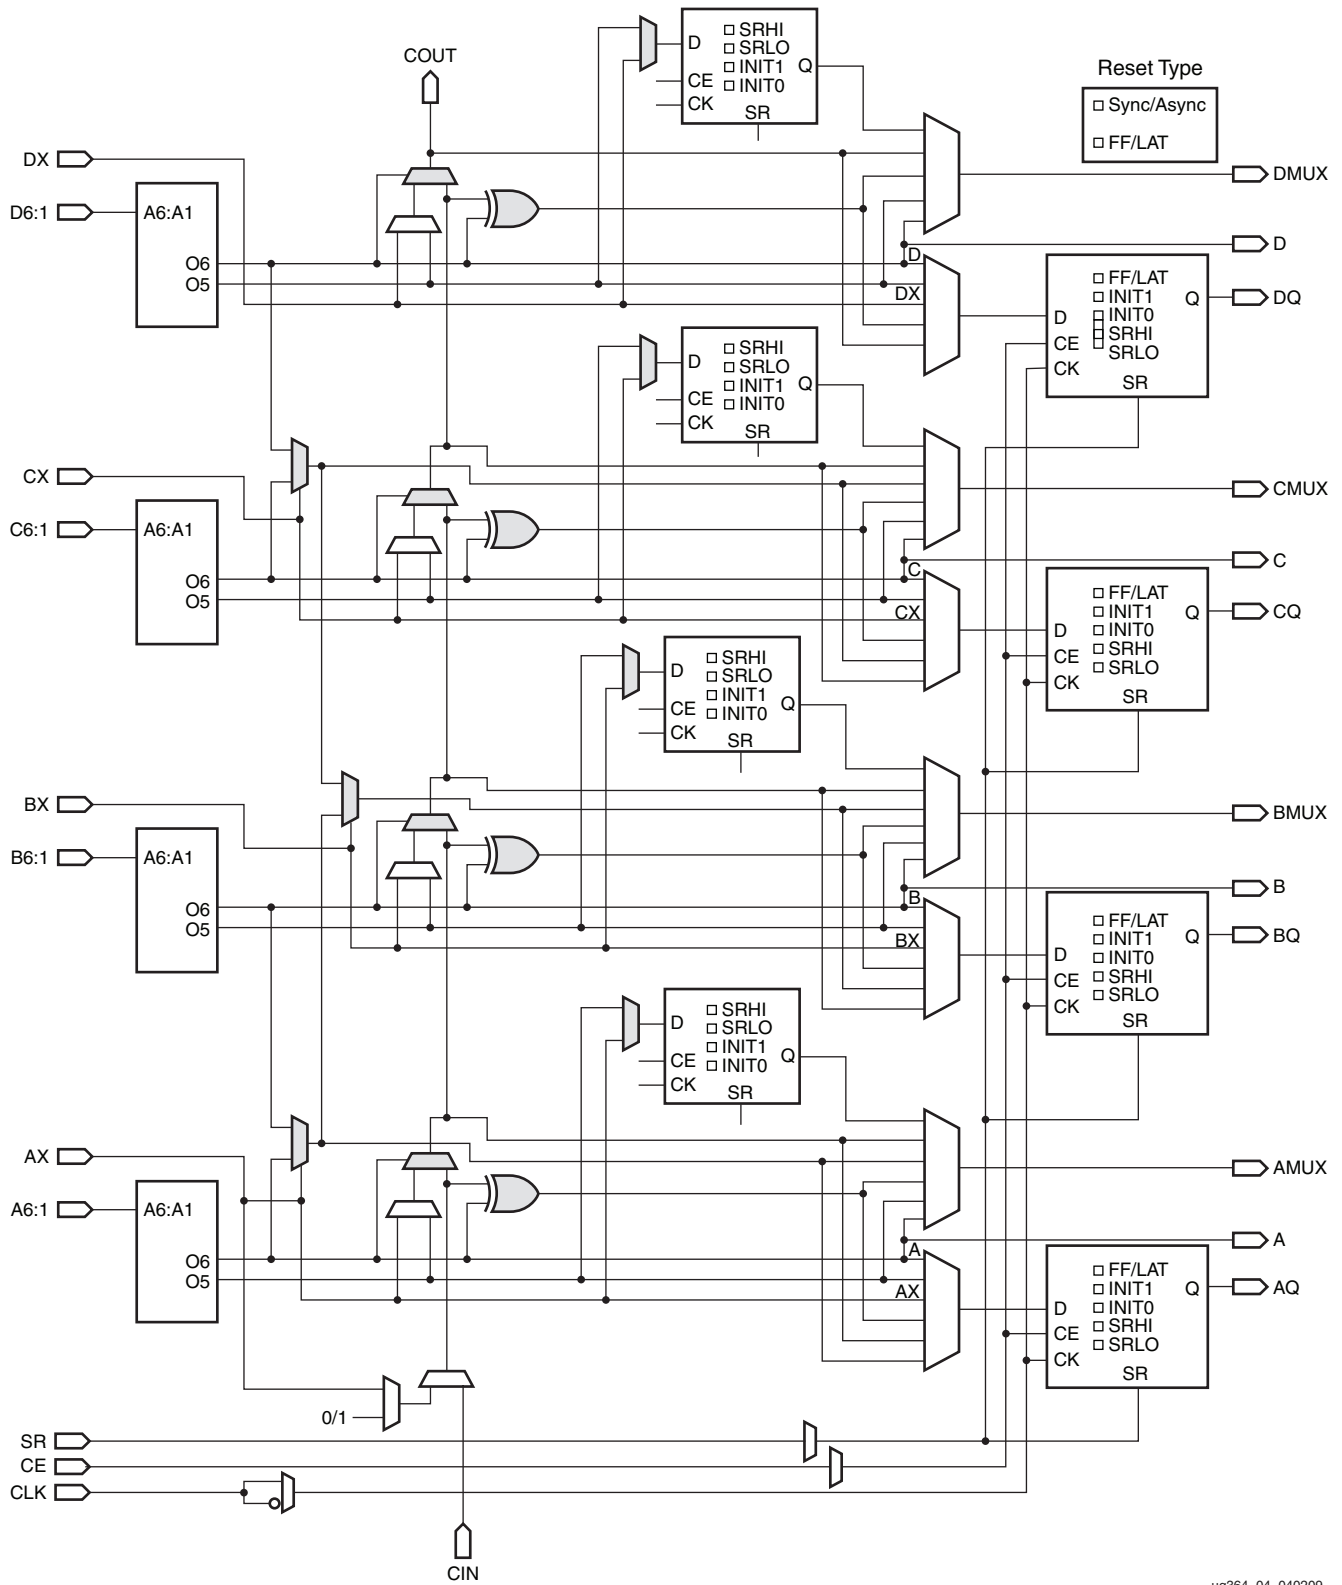 COUT
D
CE
CK
SRHI
SRLO
INIT1
INIT0
Q
SR
Reset Type
Sync/Async
FF/LAT
DX
D6:1
A6:A1
O6
O5
DMUX
D
D
DX
D
CE
CK
FF/LAT
INIT1
INIT0
SRHI
SRLO
Q
SR
DQ
D
CE
CK
SRHI
SRLO
INIT1
INIT0
Q
SR
CX
C6:1
A6:A1
O6
O5
CMUX
C
C
CX
D
CE
CK
FF/LAT
INIT1
INIT0
SRHI
SRLO
Q
SR
CQ
D
CE
CK
SRHI
SRLO
INIT1
INIT0
Q
SR
BX
B6:1
A6:A1
O6
O5
BMUX
B
B
BX
D
CE
CK
FF/LAT
INIT1
INIT0
SRHI
SRLO
Q
SR
BQ
D
CE
CK
SRHI
SRLO
INIT1
INIT0
Q
SR
AX
A6:1
A6:A1
O6
O5
AMUX
A
A
AX
D
CE
CK
FF/LAT
INIT1
INIT0
SRHI
SRLO
Q
SR
AQ
0/1
SR
CE
CLK
CIN